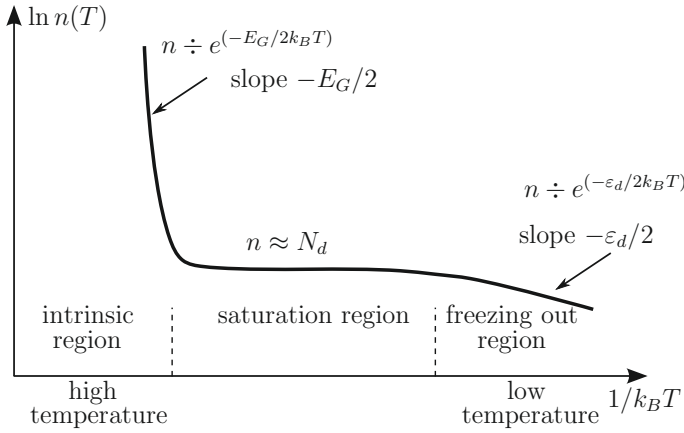 ln n(T)
n ÷ e^(−E_G/2k_BT)
slope −E_G/2
n ÷ e^(−ε_d/2k_BT)
slope −ε_d/2
n ≈ N_d
intrinsic
region
saturation region
freezing out
region
high
temperature
low
temperature
1/k_BT